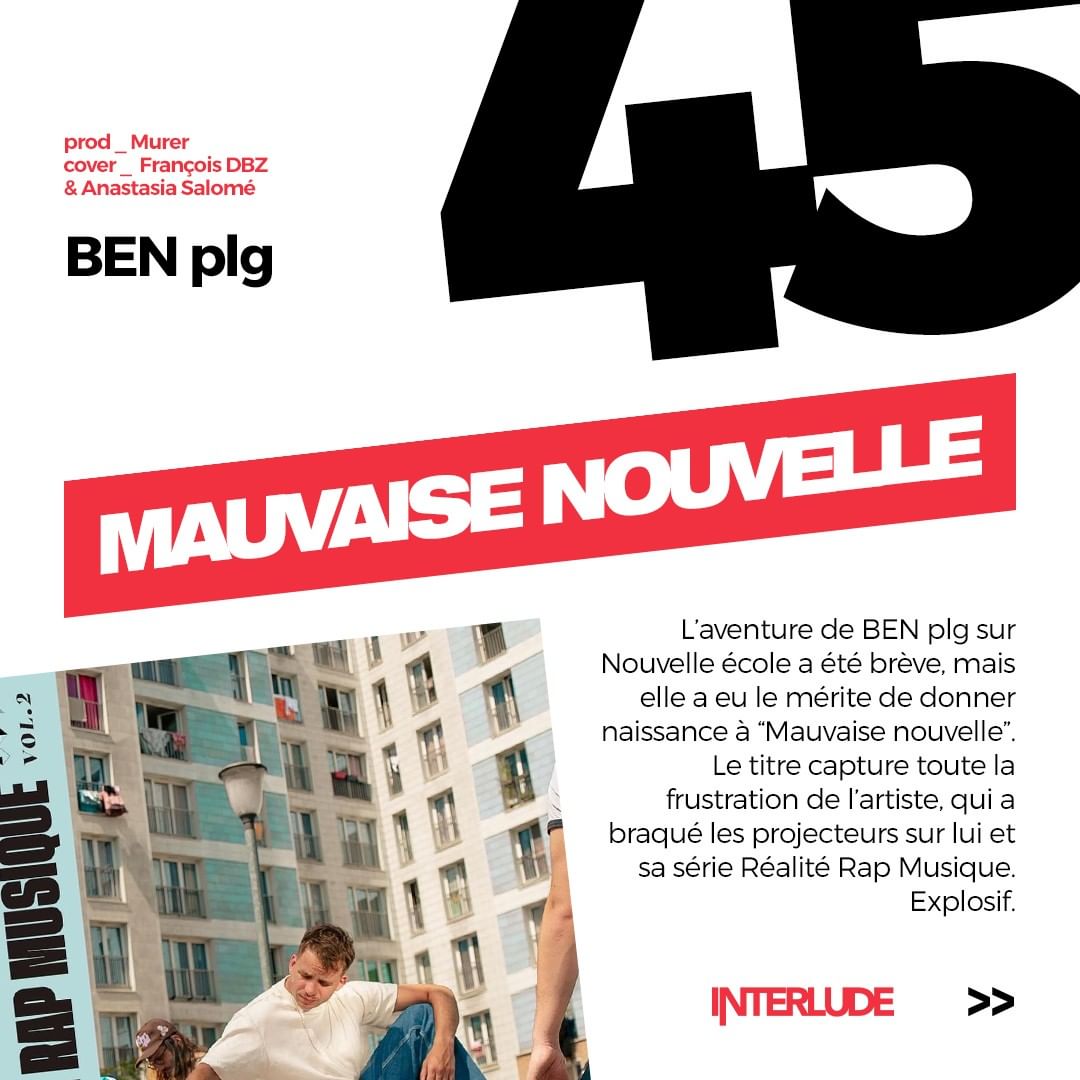 45
prod _ Murer
cover _ François DBZ
& Anastasia Salomé
BEN plg
MAUVAISE NOUVELLE
L’aventure de BEN plg sur
Nouvelle école a été brève, mais
elle a eu le mérite de donner
naissance à “Mauvaise nouvelle”.
Le titre capture toute la
frustration de l’artiste, qui a
braqué les projecteurs sur lui et
sa série Réalité Rap Musique.
Explosif.
RAP MUSIQUE
VOL.2
INTERLUDE
>>